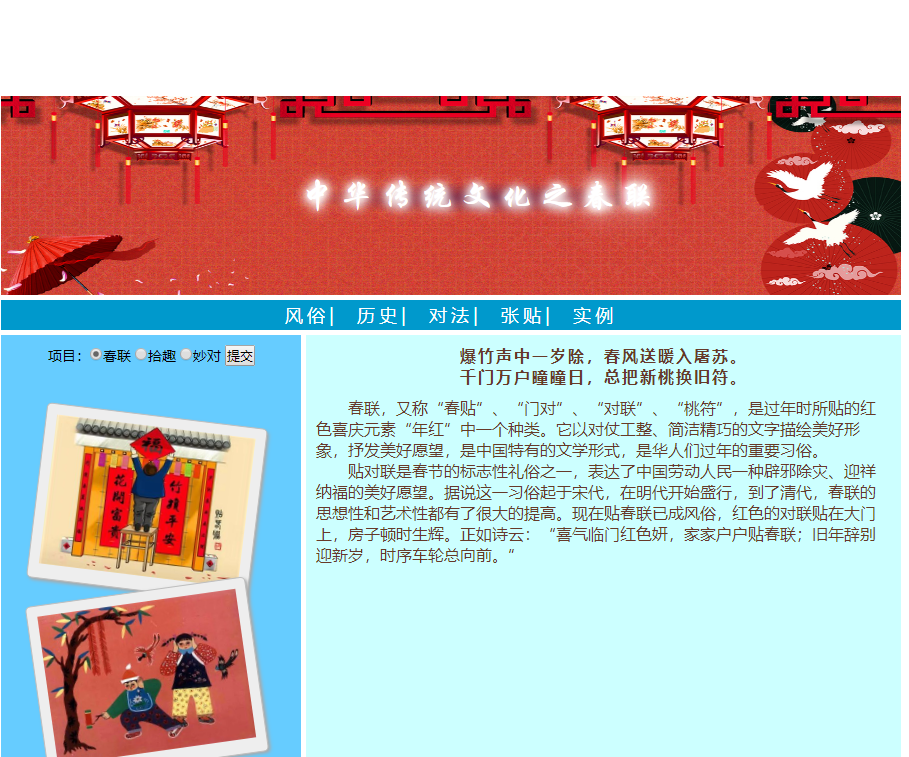 中华传统文化之春联
风俗| 历史| 对法| 张贴| 实例
项目：春联 拾趣 妙对 提交
福
花开富贵
竹报平安
爆竹声中一岁除，春风送暖入屠苏。
千门万户曈曈日，总把新桃换旧符。
春联，又称“春贴”、“门对”、“对联”、“桃符”，是过年时所贴的红
色喜庆元素“年红”中一个种类。它以对仗工整、简洁精巧的文字描绘美好形
象，抒发美好愿望，是中国特有的文学形式，是华人们过年的重要习俗。
贴对联是春节的标志性礼俗之一，表达了中国劳动人民一种辟邪除灾、迎祥
纳福的美好愿望。据说这一习俗起于宋代，在明代开始盛行，到了清代，春联的
思想性和艺术性都有了很大的提高。现在贴春联已成风俗，红色的对联贴在大门
上，房子顿时生辉。正如诗云：“喜气临门红色妍，家家户户贴春联；旧年辞别
迎新岁，时序车轮总向前。“